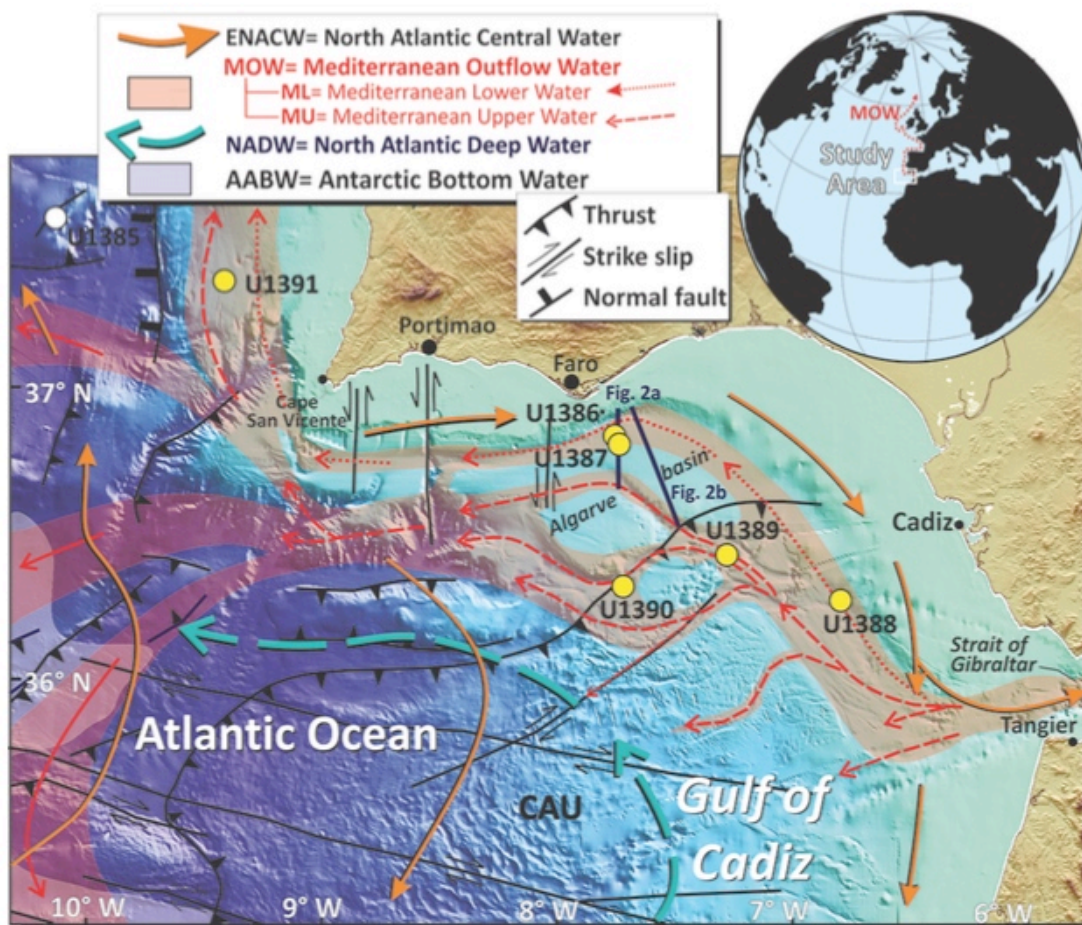 ENACW= North Atlantic Central Water
MOW= Mediterranean Outflow Water
ML= Mediterranean Lower Water
MU= Mediterranean Upper Water
NADW= North Atlantic Deep Water
AABW= Antarctic Bottom Water
MOW
Study
Area
Thrust
Strike slip
Normal fault
U1385
U1391
Portimao
Faro
37° N
Cape
San Vicente
Fig. 2a
U1386
U1387
basin
Fig. 2b
Algarve
U1389
Cadiz
U1390
U1388
Strait of
Gibraltar
36° N
Tangier
Atlantic Ocean
CAU
Gulf of
Cadiz
10° W
9° W
8° W
7° W
6° W